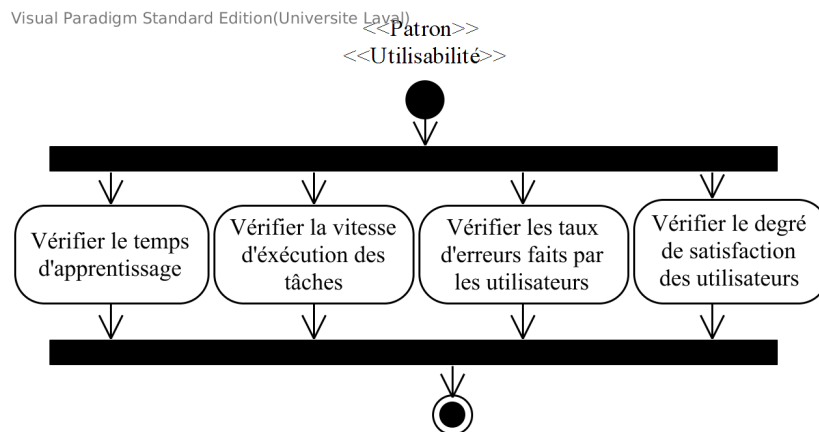 Visual Paradigm Standard Edition(Universite Laval)
<<Patron>>
<<Utilisabilité>>
Vérifier le temps
d'apprentissage
Vérifier la vitesse
d'éxécution des
tâches
Vérifier les taux
d'erreurs faits par
les utilisateurs
Vérifier le degré
de satisfaction
des utilisateurs